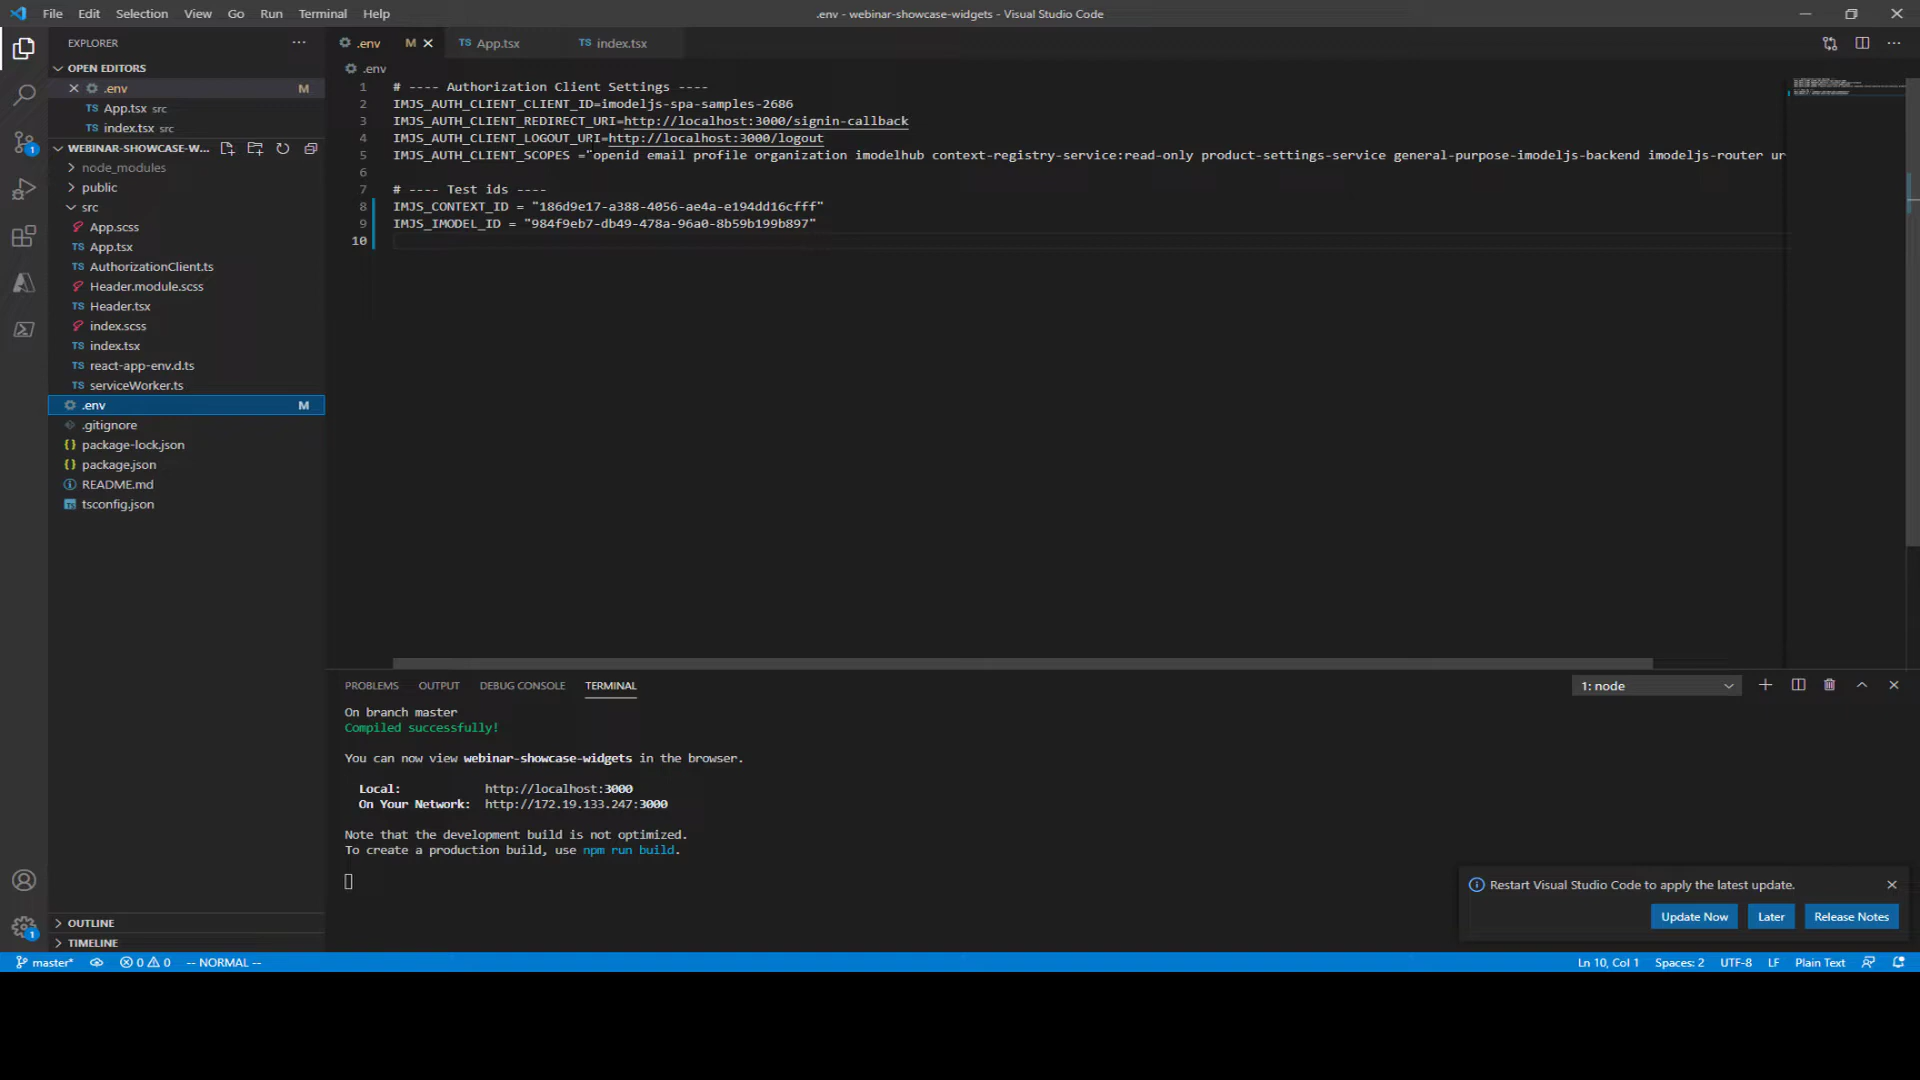 File Edit Selection View Go Run Terminal Help
.env - webinar-showcase-widgets - Visual Studio Code
EXPLORER
OPEN EDITORS
.env M
App.tsx src
index.tsx src
WEBINAR-SHOWCASE-W...
node_modules
public
src
App.scss
TS App.tsx
TS AuthorizationClient.ts
Header.module.scss
TS Header.tsx
index.scss
TS index.tsx
TS react-app-env.d.ts
TS serviceWorker.ts
.env M
.gitignore
{} package-lock.json
{} package.json
README.md
tsconfig.json
OUTLINE
TIMELINE
.env M TS App.tsx TS index.tsx
.env
1 # ---- Authorization Client Settings ----
2 IMJS_AUTH_CLIENT_CLIENT_ID=imodeljs-spa-samples-2686
3 IMJS_AUTH_CLIENT_REDIRECT_URI=http://localhost:3000/signin-callback
4 IMJS_AUTH_CLIENT_LOGOUT_URI=http://localhost:3000/logout
5 IMJS_AUTH_CLIENT_SCOPES ="openid email profile organization imodelhub context-registry-service:read-only product-settings-service general-purpose-imodeljs-backend imodeljs-router ur
6
7 # ---- Test ids ----
8 IMJS_CONTEXT_ID = "186d9e17-a388-4056-ae4a-e194dd16cfff"
9 IMJS_IMODEL_ID = "984f9eb7-db49-478a-96a0-8b59b199b897"
10
PROBLEMS OUTPUT DEBUG CONSOLE TERMINAL
1: node
On branch master
Compiled successfully!
You can now view webinar-showcase-widgets in the browser.
Local: http://localhost:3000
On Your Network: http://172.19.133.247:3000
Note that the development build is not optimized.
To create a production build, use npm run build.
Restart Visual Studio Code to apply the latest update.
Update Now Later Release Notes
1
1
master* 0 0 -- NORMAL --
Ln 10, Col 1 Spaces: 2 UTF-8 LF Plain Text